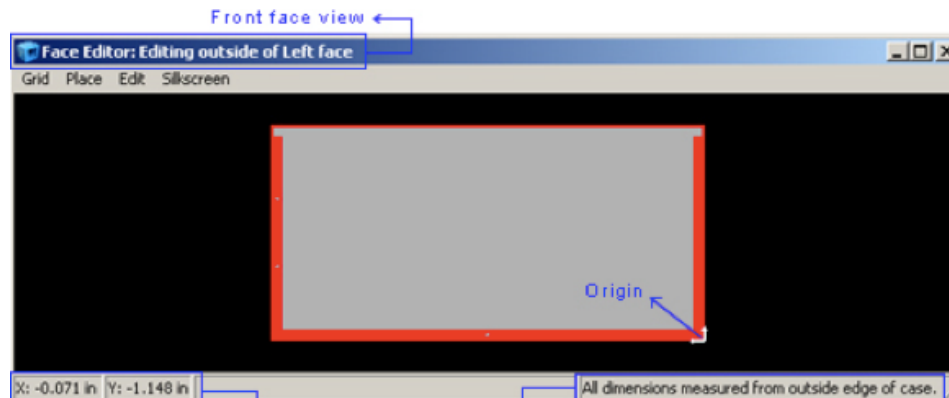 Front face view
Face Editor: Editing outside of Left face
Grid Place Edit Silkscreen
Origin
X: -0.071 in Y: -1.148 in
All dimensions measured from outside edge of case.